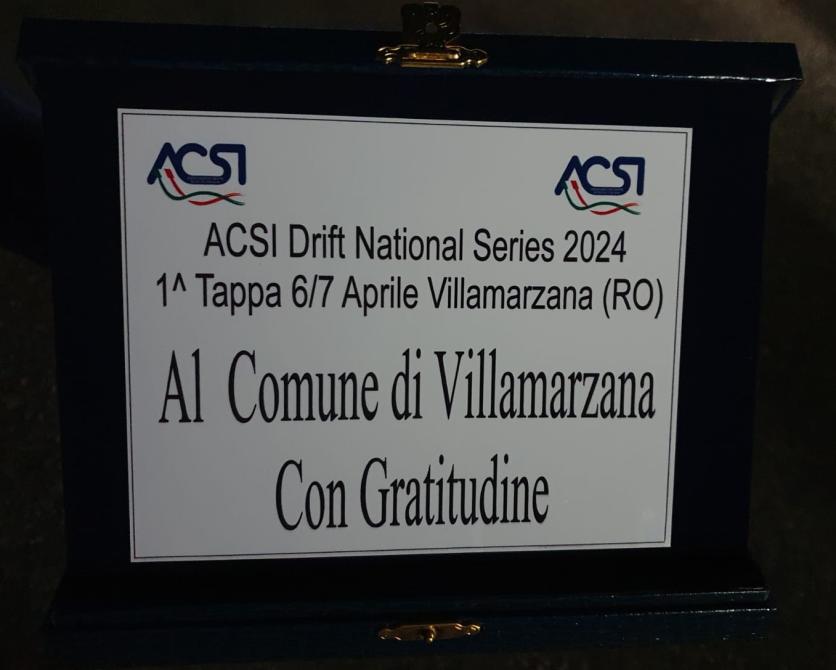 ACSI ACSI
ACSI Drift National Series 2024
1^ Tappa 6/7 Aprile Villamarzana (RO)
Al Comune di Villamarzana
Con Gratitudine